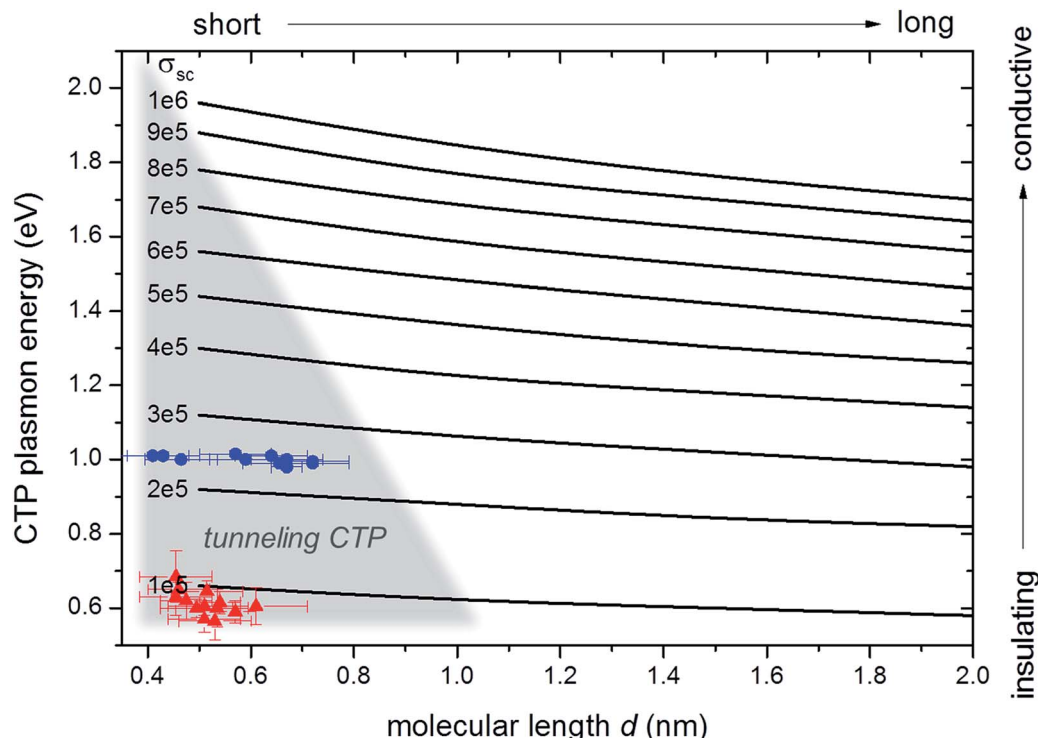 short long
σsc
1e6
9e5
8e5
7e5
6e5
5e5
4e5
3e5
2e5
1e5
tunneling CTP
2.0
1.8
1.6
1.4
1.2
1.0
0.8
0.6
CTP plasmon energy (eV)
0.4 0.6 0.8 1.0 1.2 1.4 1.6 1.8 2.0
molecular length d (nm)
conductive
insulating